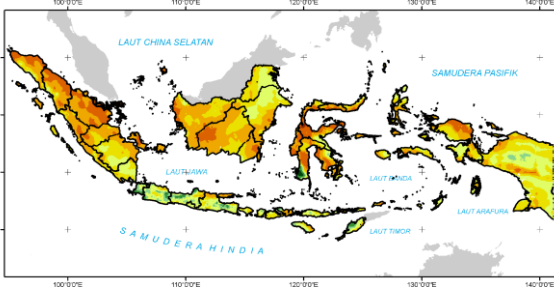 100°0'0"E 110°0'0"E 120°0'0"E 130°0'0"E 140°0'0"E
LAUT CHINA SELATAN
SAMUDERA PASIFIK
LAUT JAWA
LAUT BANDA
LAUT ARAFURA
LAUT TIMOR
SAMUDERA HINDIA
100°0'0"E 110°0'0"E 120°0'0"E 130°0'0"E 140°0'0"E